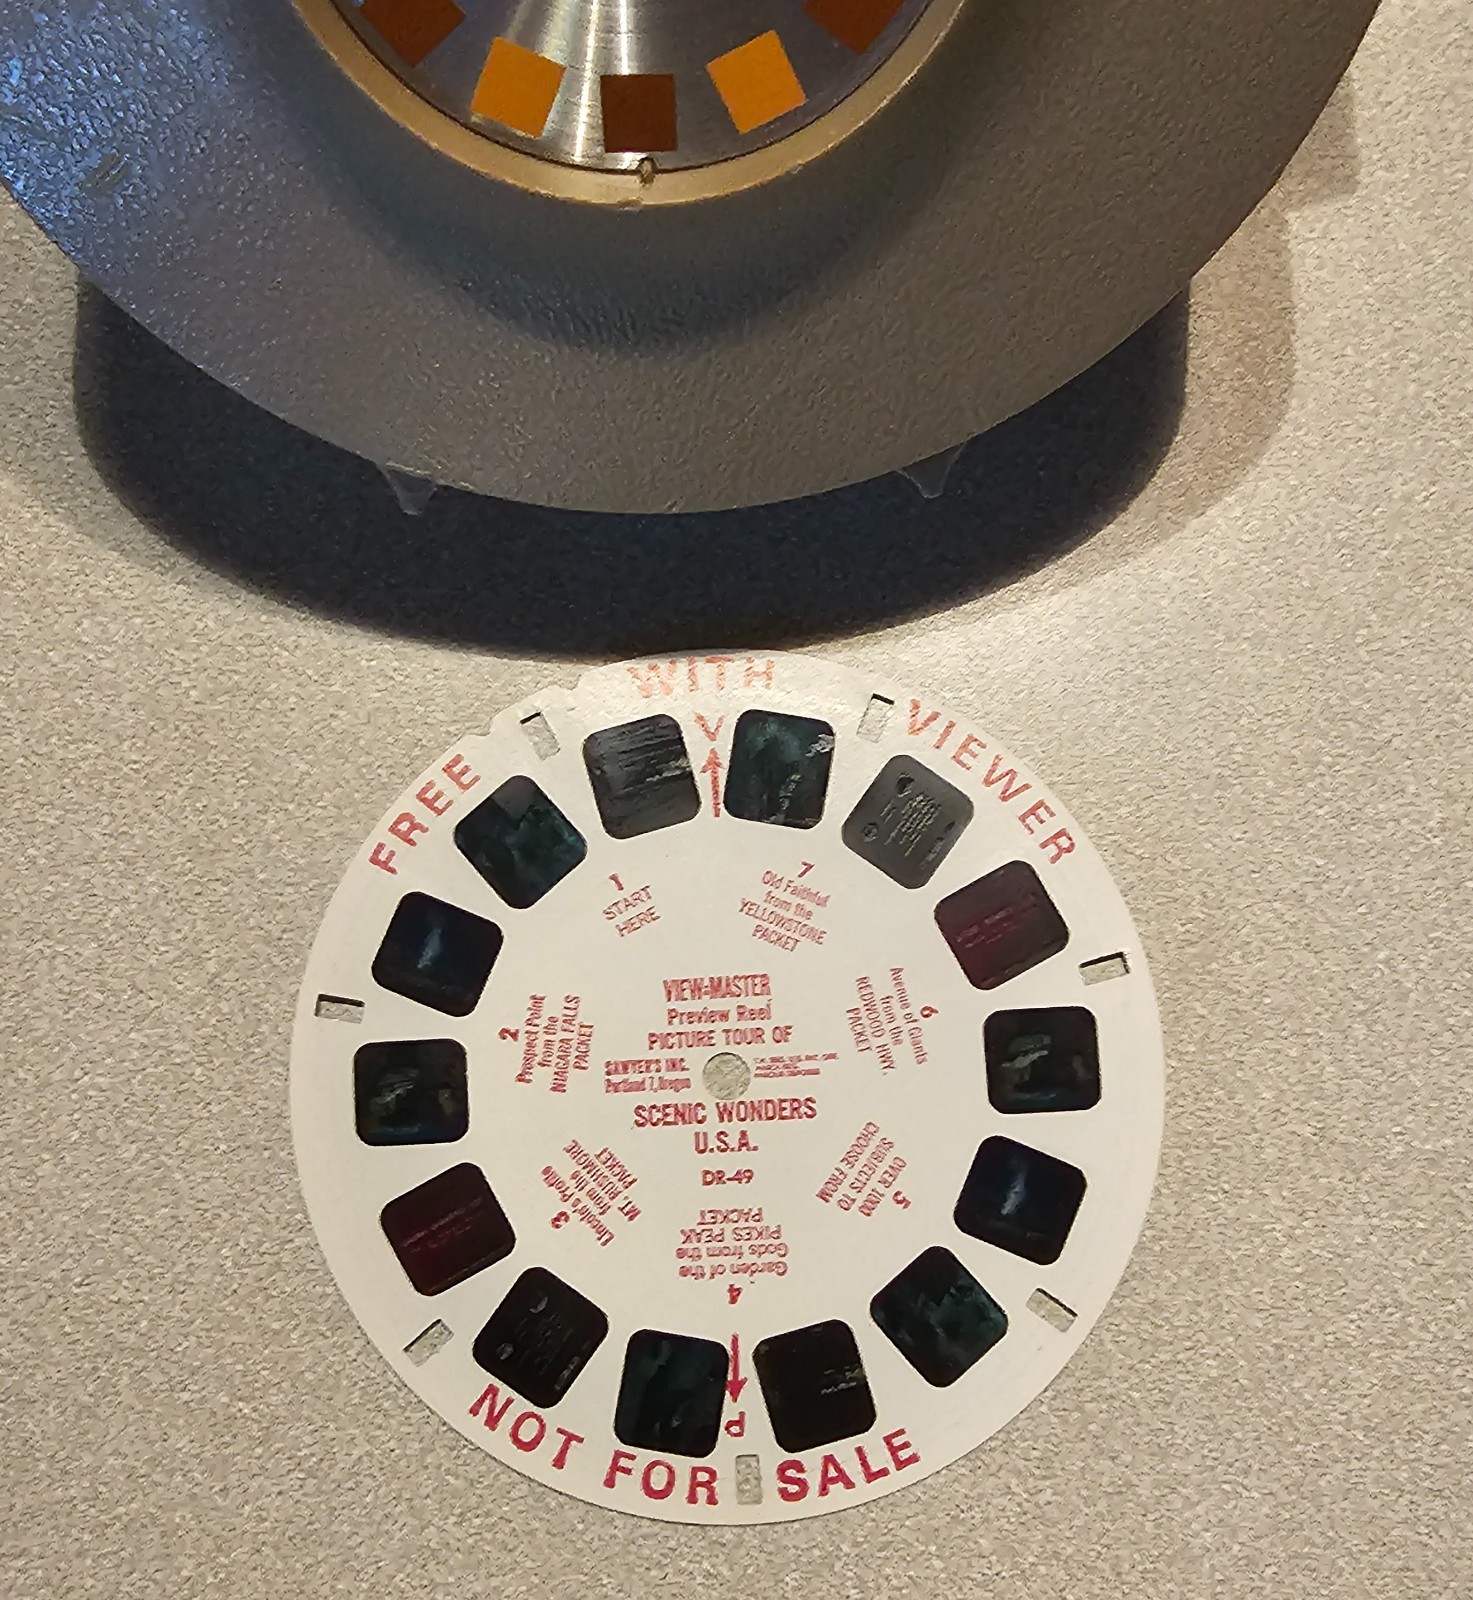 FREE WITH VIEWER
V
1
START
HERE
7
Old Faithful
from the
YELLOWSTONE
PACKET
2
Prospect Point
from the
NIAGARA FALLS
PACKET
6
Avenue of Giants
from the
REDWOOD HWY.
PACKET
VIEW-MASTER
Preview Reel
PICTURE TOUR OF
SAWYER'S INC.
Portland 7, Oregon
SCENIC WONDERS
U.S.A.
DR-49
3
Lincoln's Profile
from the
MT. RUSHMORE
PACKET
4
Garden of the
Gods from the
PIKES PEAK
PACKET
5
OVER 1000
SUBJECTS TO
CHOOSE FROM
P
NOT FOR SALE